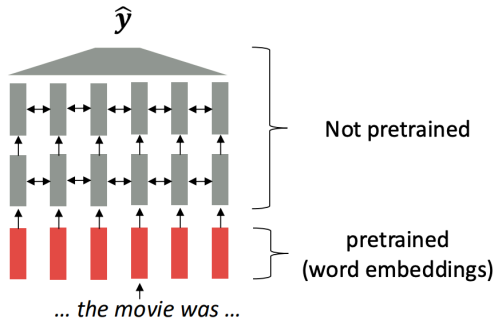 ŷ
Not pretrained
pretrained
(word embeddings)
... the movie was ...